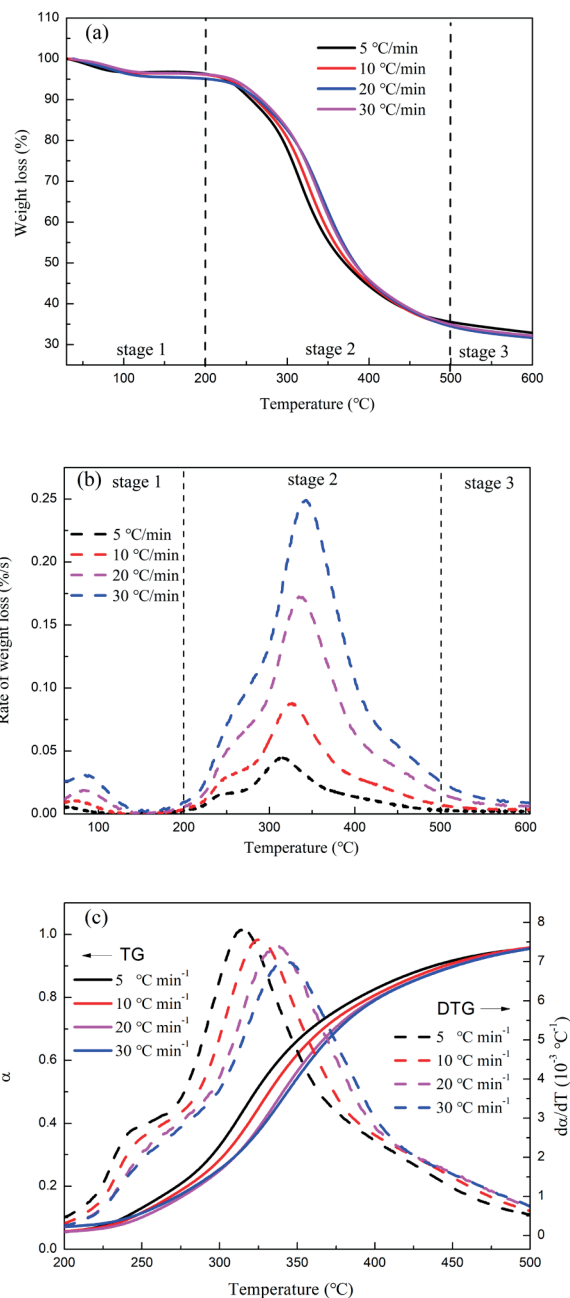 (a)
5 ℃/min
10 ℃/min
20 ℃/min
30 ℃/min
110
100
90
80
70
60
50
40
30
Weight loss (%)
stage 1
stage 2
stage 3
100
200
300
400
500
600
Temperature (℃)
(b)
stage 1
stage 2
stage 3
5 ℃/min
10 ℃/min
20 ℃/min
30 ℃/min
0.25
0.20
0.15
0.10
0.05
0.00
Rate of weight loss (%/s)
100
200
300
400
500
600
Temperature (℃)
(c)
TG
5 ℃ min⁻¹
10 ℃ min⁻¹
20 ℃ min⁻¹
30 ℃ min⁻¹
DTG
5 ℃ min⁻¹
10 ℃ min⁻¹
20 ℃ min⁻¹
30 ℃ min⁻¹
1.0
0.8
0.6
0.4
0.2
0.0
α
8
7
6
5
4
3
2
1
0
dα/dT (10⁻³ ℃⁻¹)
200
250
300
350
400
450
500
Temperature (℃)